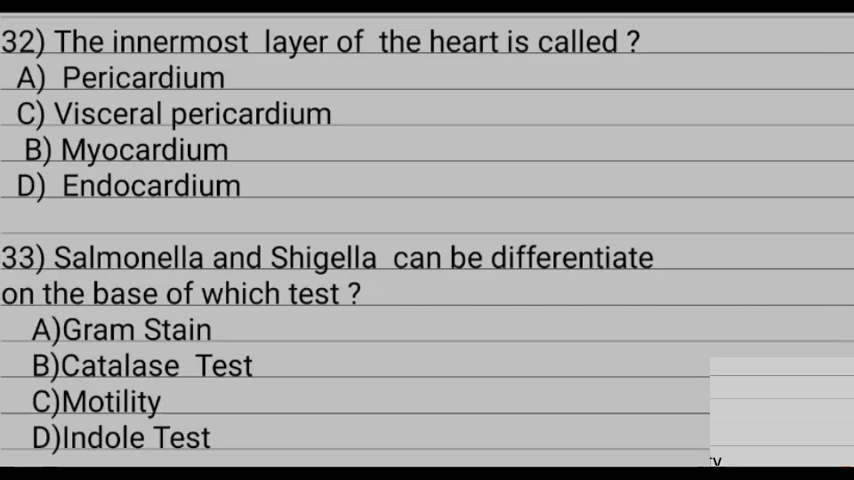 32) The innermost layer of the heart is called ?
A) Pericardium
C) Visceral pericardium
B) Myocardium
D) Endocardium
33) Salmonella and Shigella can be differentiate
on the base of which test ?
A)Gram Stain
B)Catalase Test
C)Motility
D)Indole Test